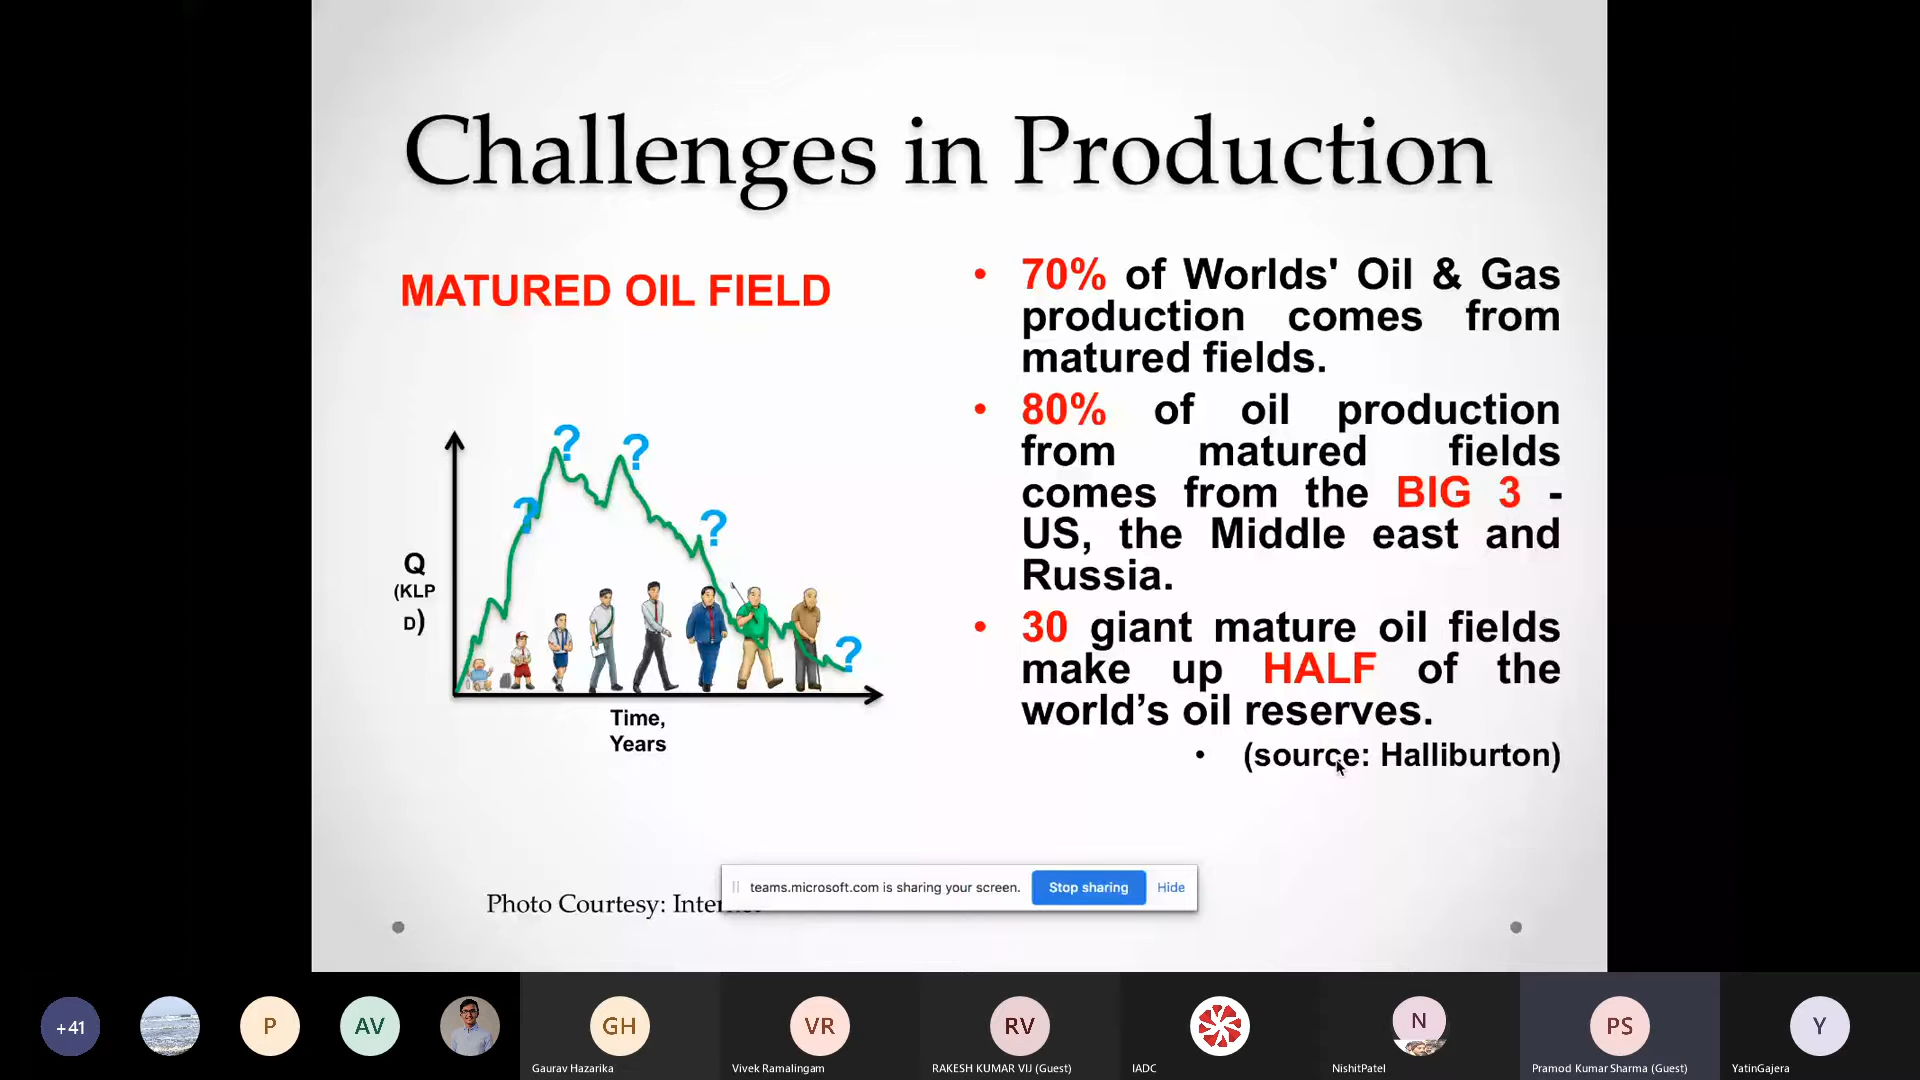 Challenges in Production
MATURED OIL FIELD
?
?
?
?
?
Q
(KLP
D)
Time,
Years
• 70% of Worlds' Oil & Gas
production comes from
matured fields.
• 80% of oil production
from matured fields
comes from the BIG 3 -
US, the Middle east and
Russia.
• 30 giant mature oil fields
make up HALF of the
world’s oil reserves.
• (source: Halliburton)
Photo Courtesy:
teams.microsoft.com is sharing your screen.
Stop sharing
Hide
+41
P
AV
GH
Gaurav Hazarika
VR
Vivek Ramalingam
RV
RAKESH KUMAR VIJ (Guest)
IADC
N
NishitPatel
PS
Pramod Kumar Sharma (Guest)
Y
YatinGajera